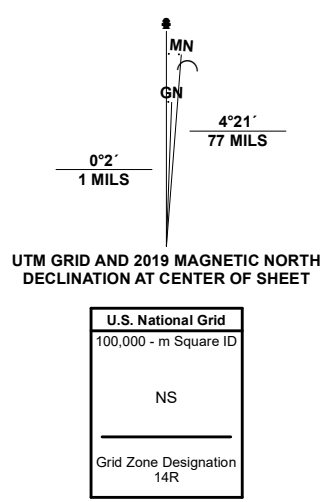 MN
GN
4°21´
77 MILS
0°2´
1 MILS
UTM GRID AND 2019 MAGNETIC NORTH
DECLINATION AT CENTER OF SHEET
U.S. National Grid
100,000 - m Square ID
NS
Grid Zone Designation
14R